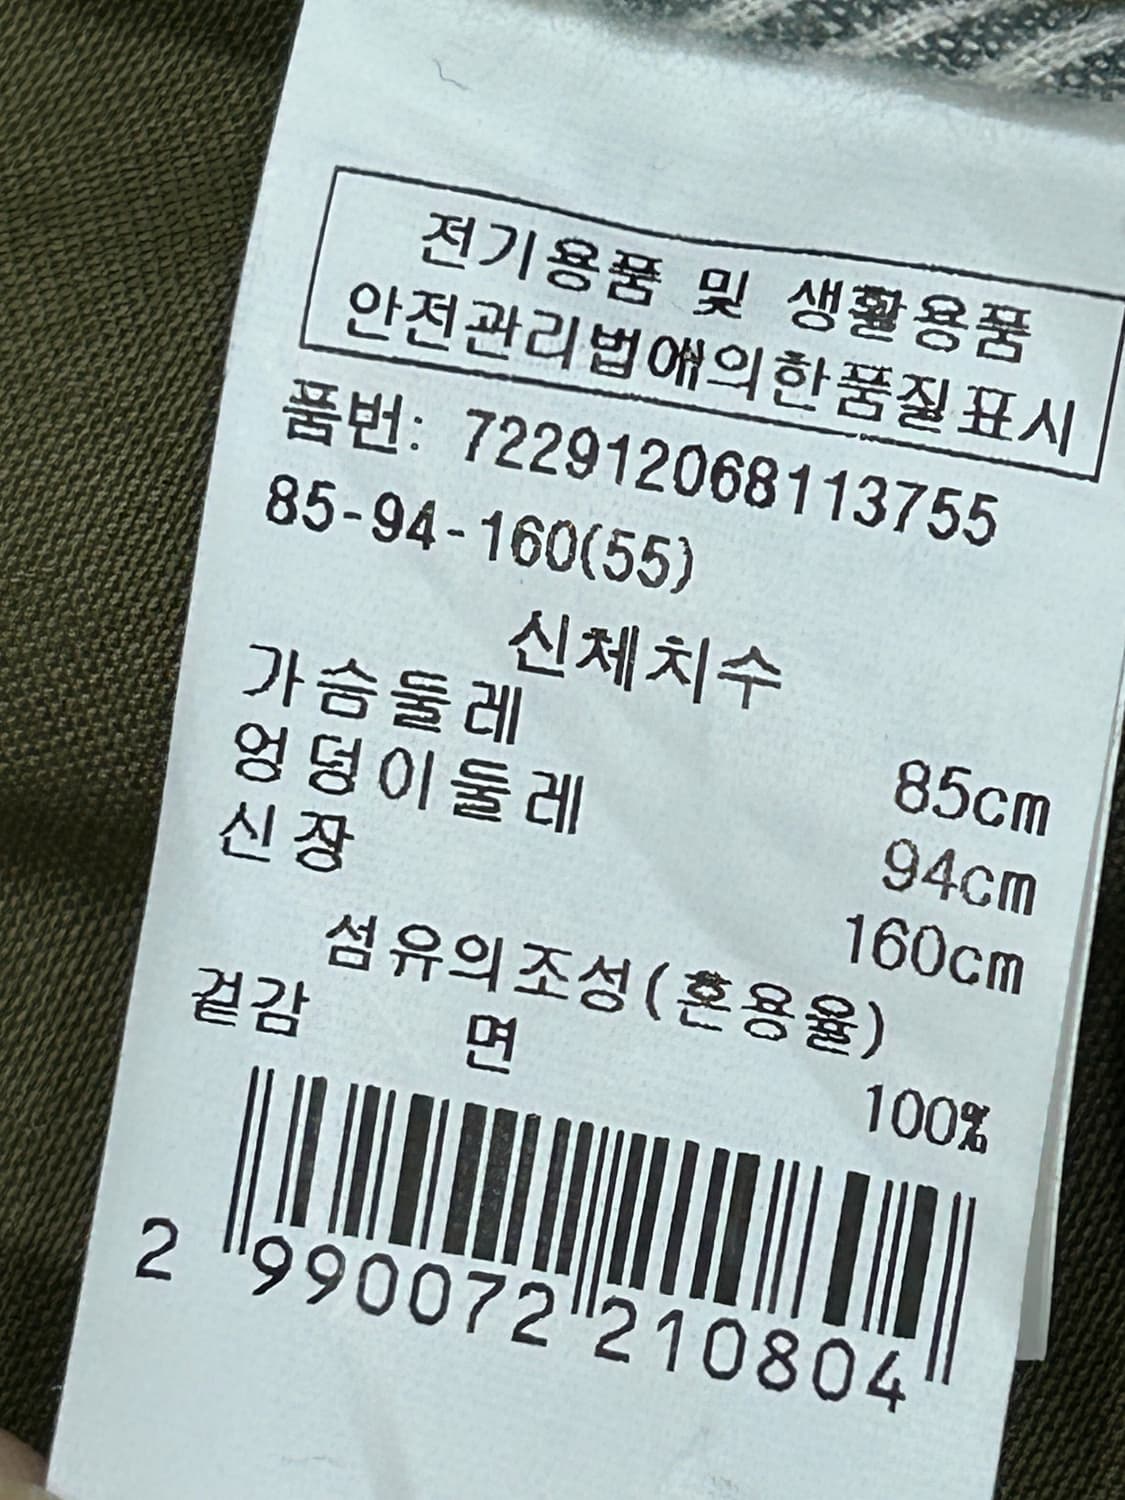 전기용품 및 생활용품
안전관리법애의한품질표시
품번: 722912068113755
85-94-160(55)
신체치수
가슴둘레 85cm
엉덩이둘레 94cm
신장 160cm
섬유의조성(혼용율)
겉감 면 100%
2 990072 210804